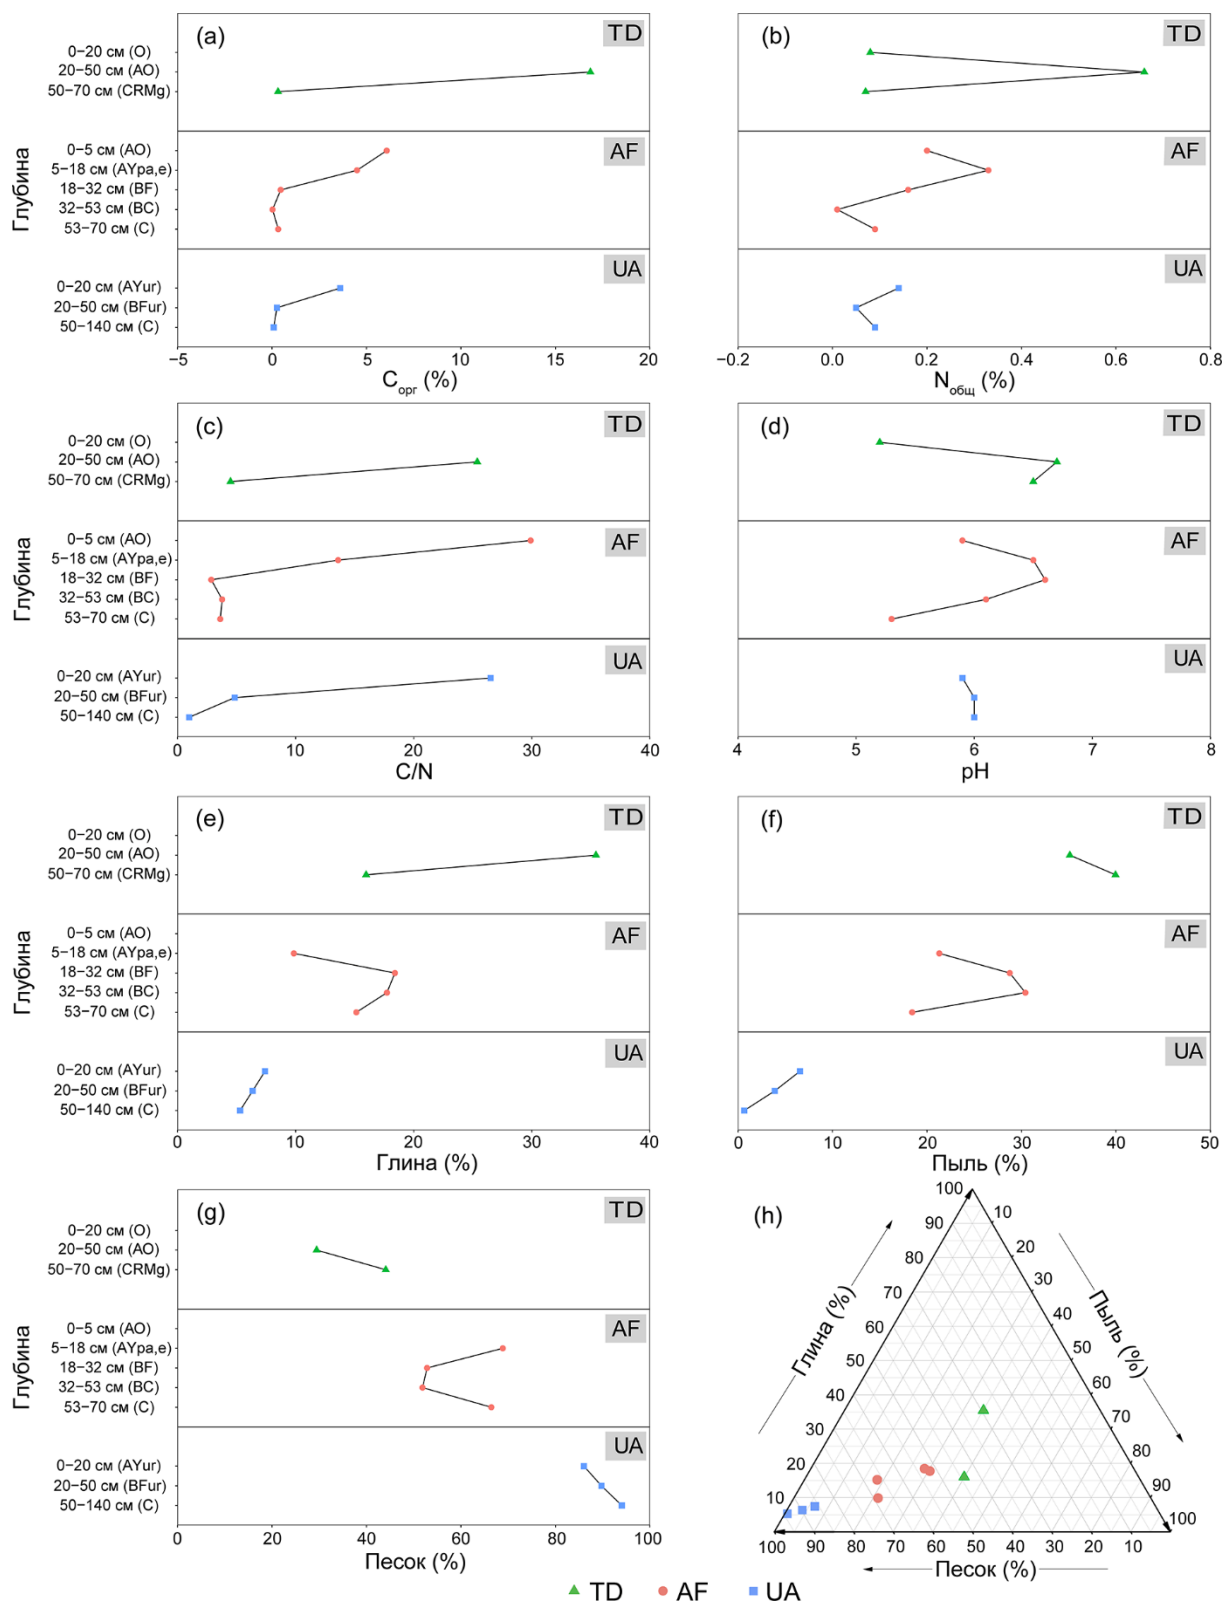 (a) TD
0−20 см (O)
20−50 см (AO)
50−70 см (CRMg)
AF
0−5 см (AO)
5−18 см (AYpa,e)
18−32 см (BF)
32−53 см (BC)
53−70 см (C)
UA
0−20 см (AYur)
20−50 см (BFur)
50−140 см (C)
Глубина
−5 0 5 10 15 20
Cорг (%)
(b) TD
AF
UA
−0.2 0.0 0.2 0.4 0.6 0.8
Nобщ (%)
(c) TD
0−20 см (O)
20−50 см (AO)
50−70 см (CRMg)
AF
0−5 см (AO)
5−18 см (AYpa,e)
18−32 см (BF)
32−53 см (BC)
53−70 см (C)
UA
0−20 см (AYur)
20−50 см (BFur)
50−140 см (C)
Глубина
0 10 20 30 40
C/N
(d) TD
AF
UA
4 5 6 7 8
pH
(e) TD
0−20 см (O)
20−50 см (AO)
50−70 см (CRMg)
AF
0−5 см (AO)
5−18 см (AYpa,e)
18−32 см (BF)
32−53 см (BC)
53−70 см (C)
UA
0−20 см (AYur)
20−50 см (BFur)
50−140 см (C)
Глубина
0 10 20 30 40
Глина (%)
(f) TD
AF
UA
0 10 20 30 40 50
Пыль (%)
(g) TD
0−20 см (O)
20−50 см (AO)
50−70 см (CRMg)
AF
0−5 см (AO)
5−18 см (AYpa,e)
18−32 см (BF)
32−53 см (BC)
53−70 см (C)
UA
0−20 см (AYur)
20−50 см (BFur)
50−140 см (C)
Глубина
0 20 40 60 80 100
Песок (%)
(h)
100 90 80 70 60 50 40 30 20 10
Глина (%)
10 20 30 40 50 60 70 80 90 100
Пыль (%)
100 90 80 70 60 50 40 30 20 10 0
Песок (%)
TD AF UA